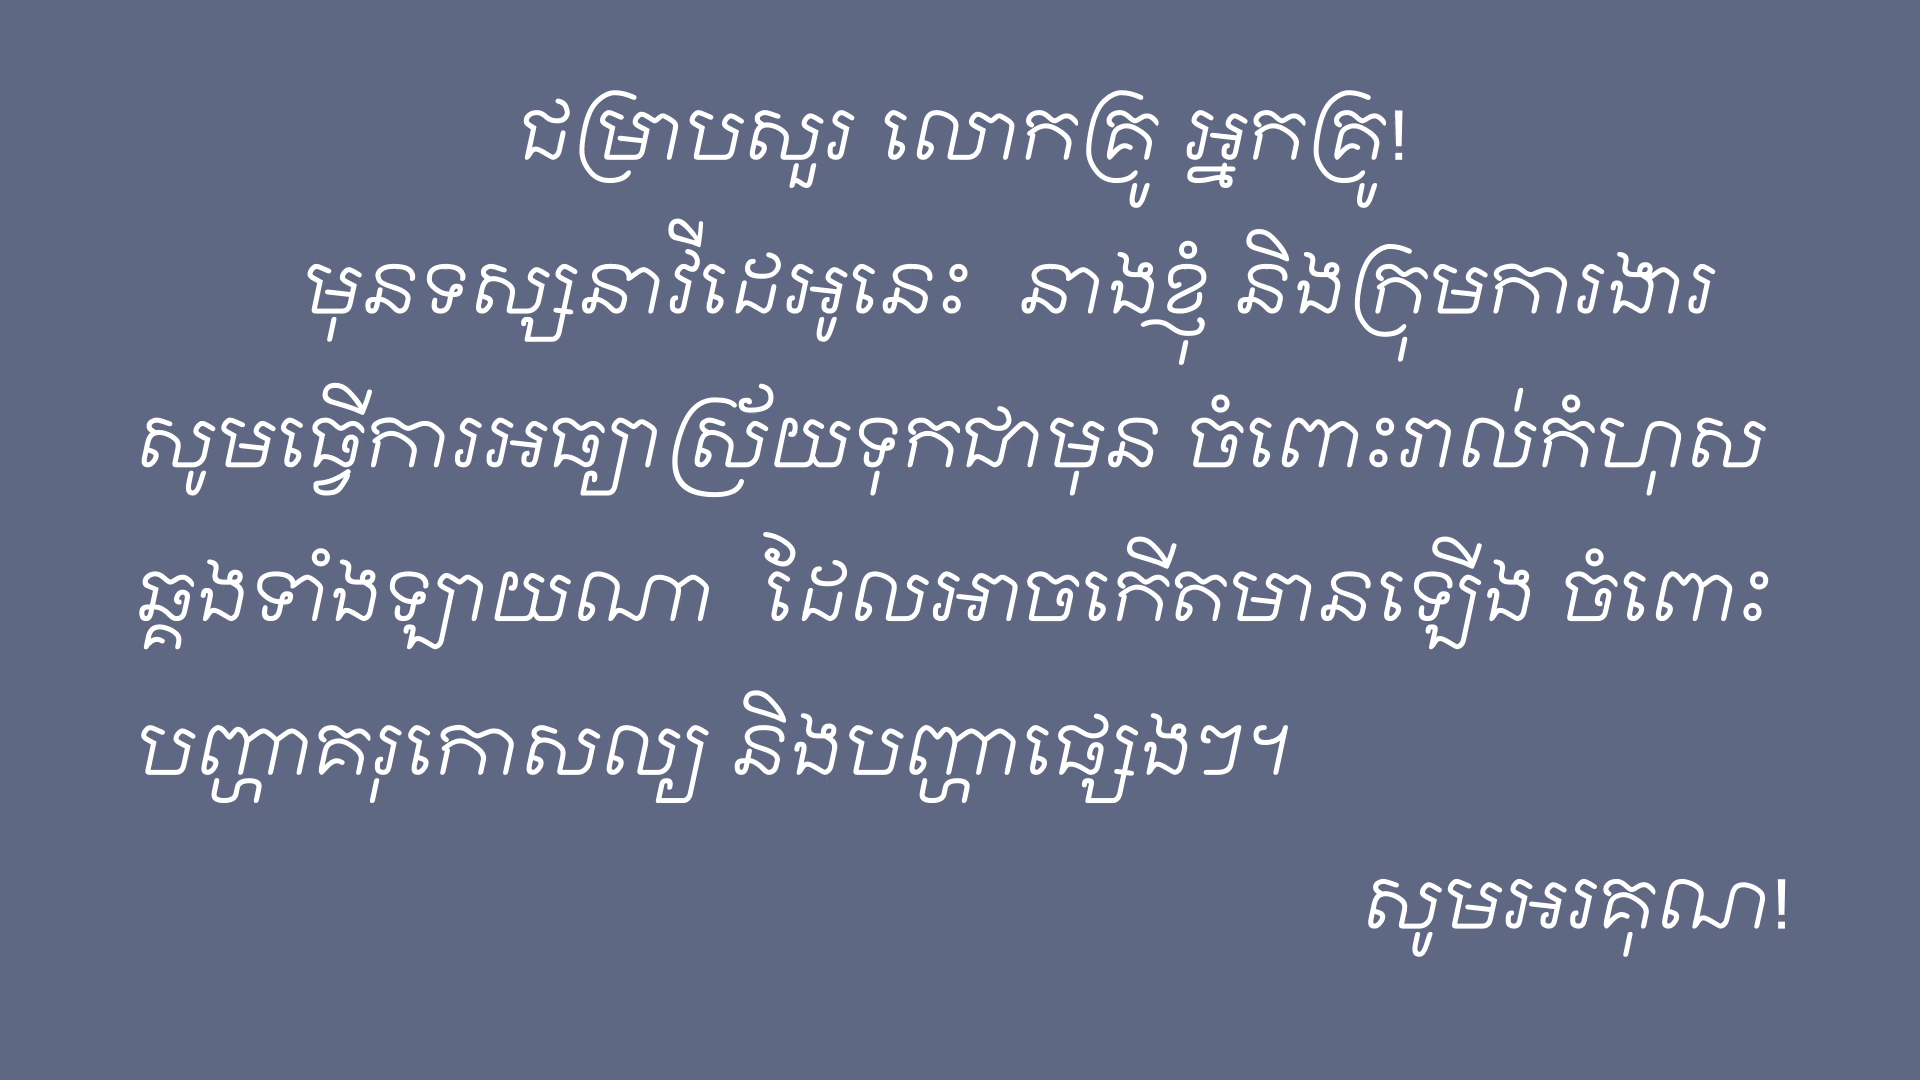 ជម្រាបសួរ លោកគ្រូ អ្នកគ្រូ!
មុនទស្សនាវីដេអូនេះ នាងខ្ញុំ និងក្រុមការងារ
សូមធ្វើការអធ្យាស្រ័យទុកជាមុន ចំពោះរាល់កំហុស
ឆ្គងទាំងឡាយណា ដែលអាចកើតមានឡើង ចំពោះ
បញ្ហាគរុកោសល្យ និងបញ្ហាផ្សេងៗ។
សូមអរគុណ!